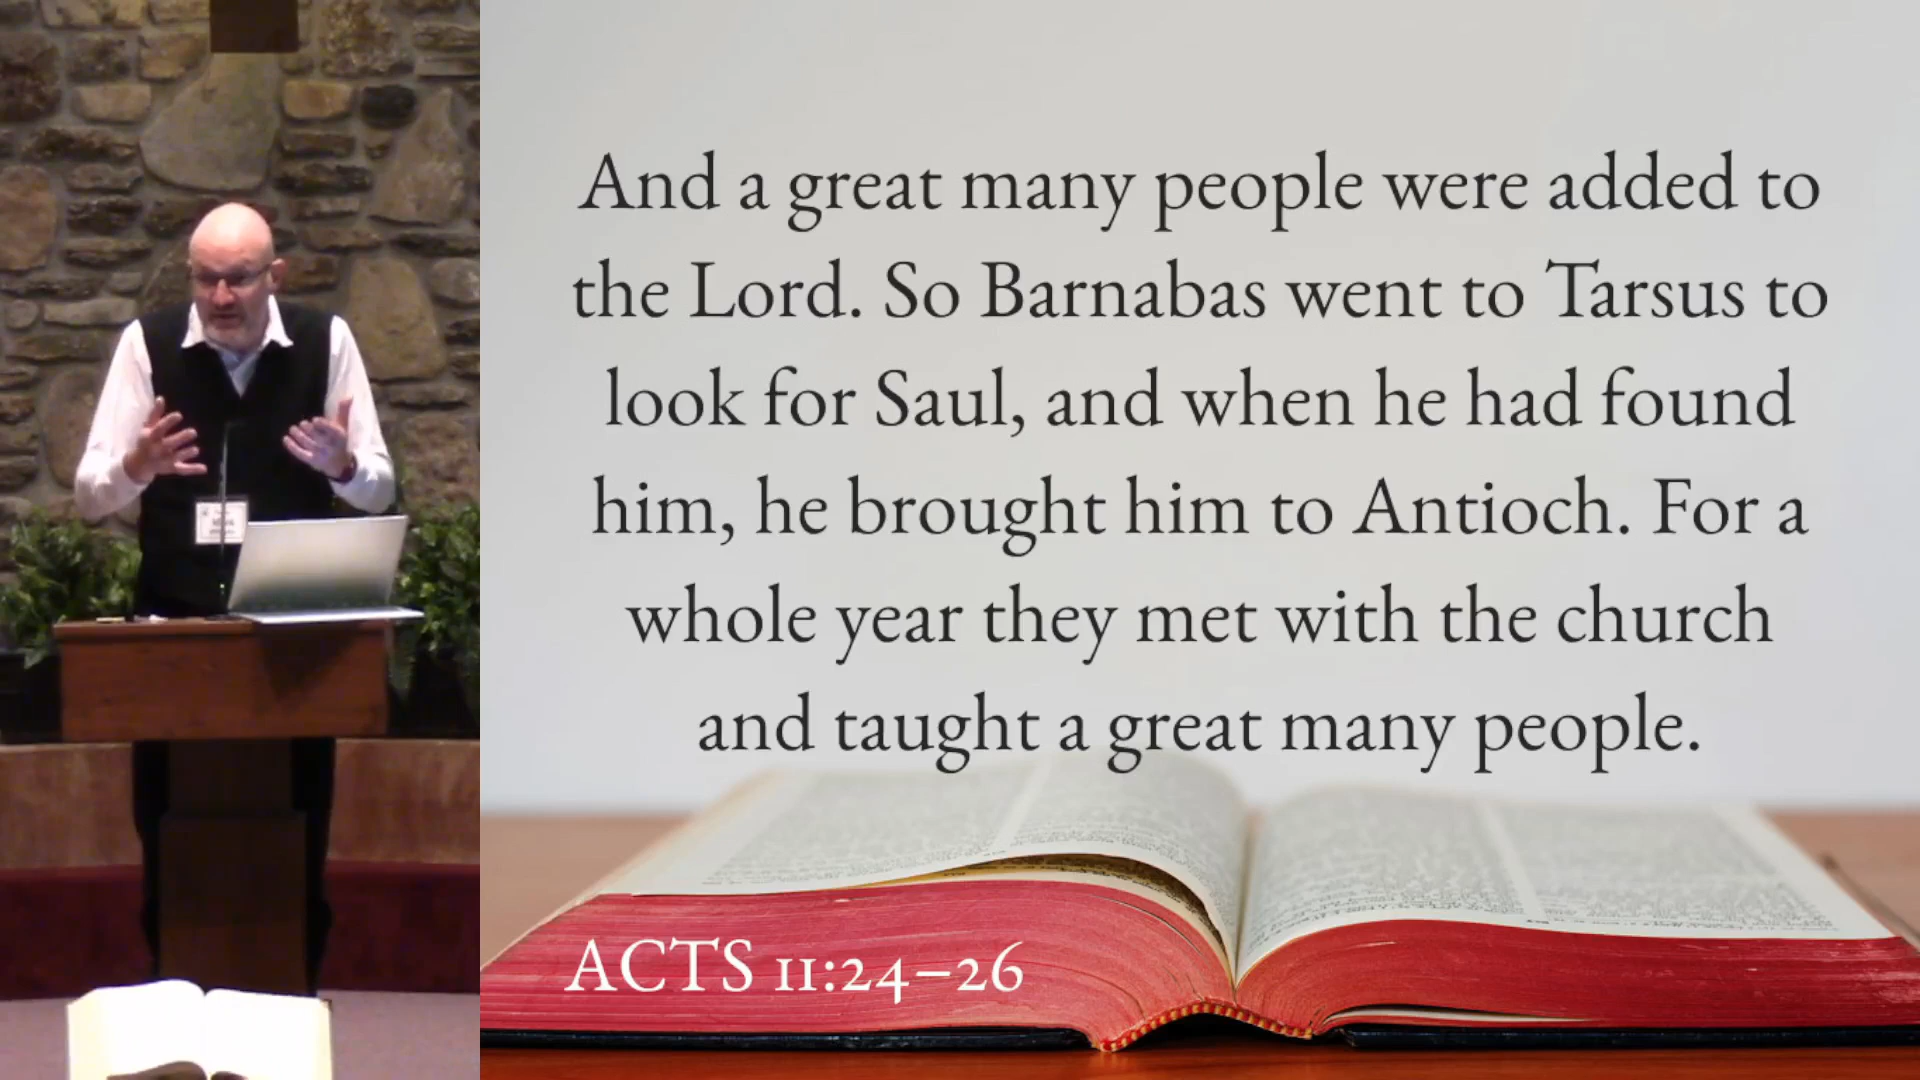 And a great many people were added to
the Lord. So Barnabas went to Tarsus to
look for Saul, and when he had found
him, he brought him to Antioch. For a
whole year they met with the church
and taught a great many people.
ACTS 11:24–26